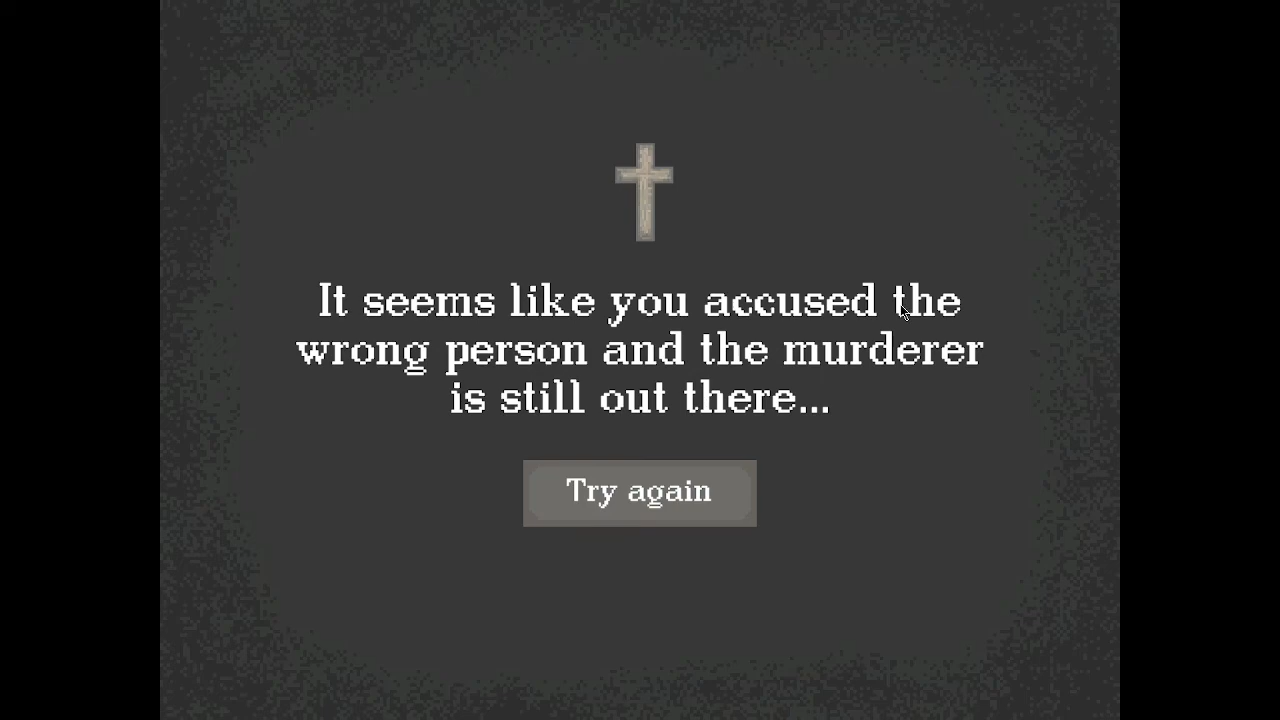 It seems like you accused the
wrong person and the murderer
is still out there...
Try again